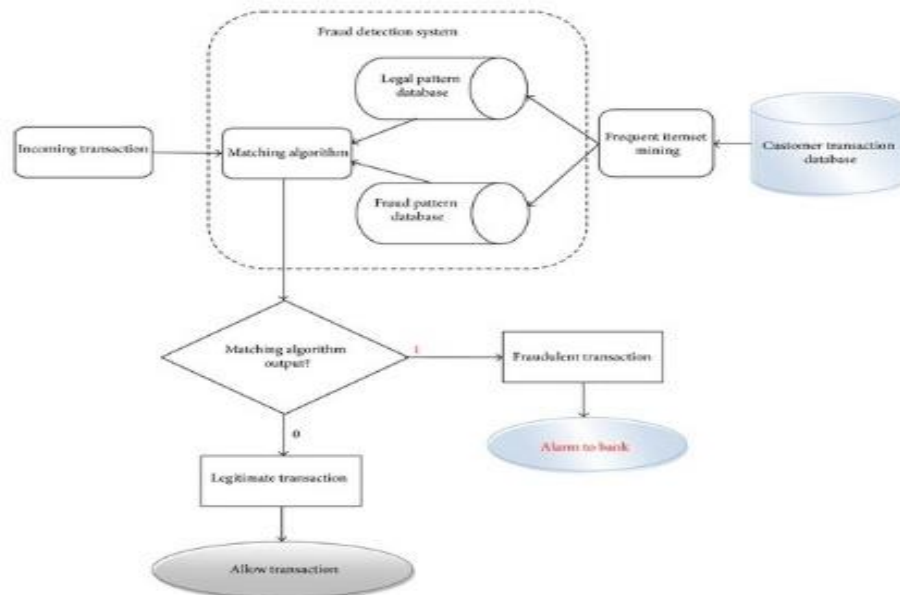 Fraud detection system
Legal pattern
database
Incoming transaction
Matching algorithm
Frequent itemset
mining
Customer transaction
database
Fraud pattern
database
Matching algorithm
output?
1
Fraudulent transaction
0
Alarm to bank
Legitimate transaction
Allow transaction